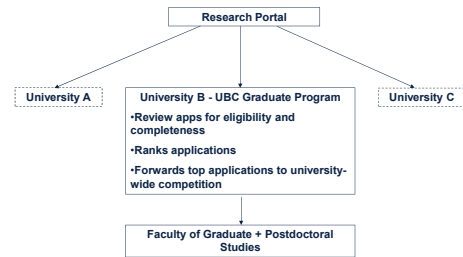 Research Portal
University A
University B - UBC Graduate Program
University C
•Review apps for eligibility and
completeness
•Ranks applications
•Forwards top applications to university-
wide competition
Faculty of Graduate + Postdoctoral
Studies